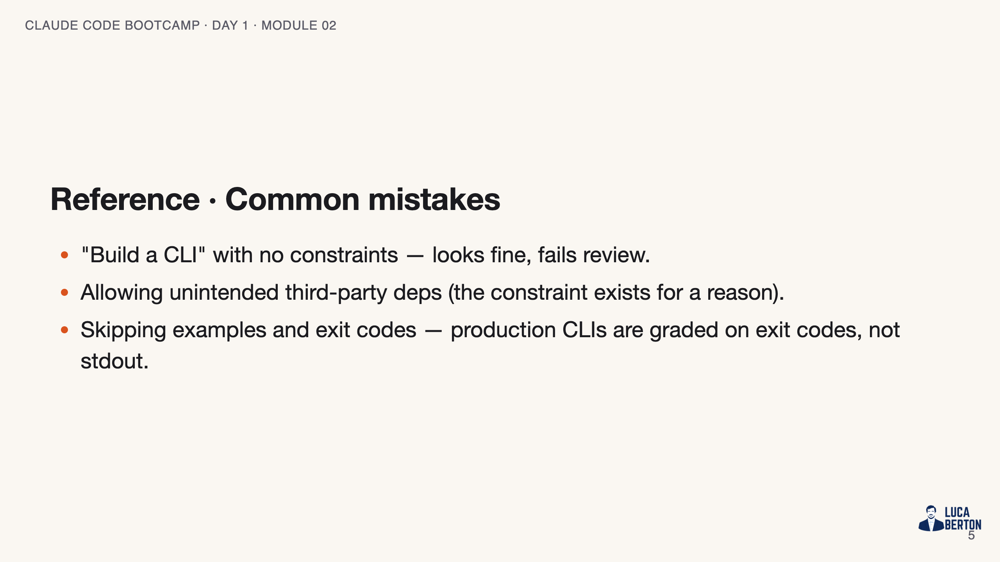 CLAUDE CODE BOOTCAMP · DAY 1 · MODULE 02
Reference · Common mistakes
• "Build a CLI" with no constraints — looks fine, fails review.
• Allowing unintended third-party deps (the constraint exists for a reason).
• Skipping examples and exit codes — production CLIs are graded on exit codes, not
stdout.
LUCA
BERTON
5